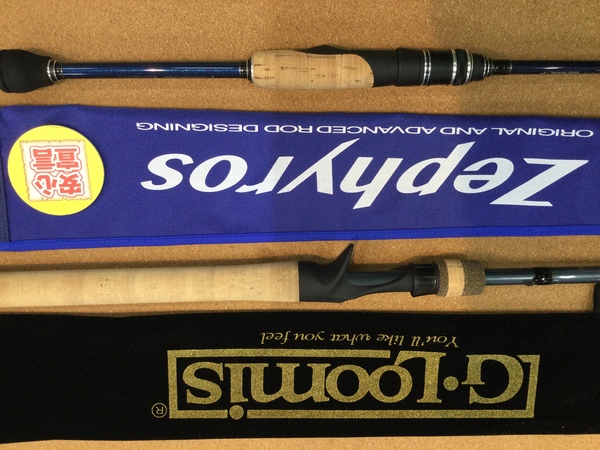 ORIGINAL AND ADVANCED ROD DESIGNING
Zephyros
安心
宣言
You'll like what you feel
G·Loomis®